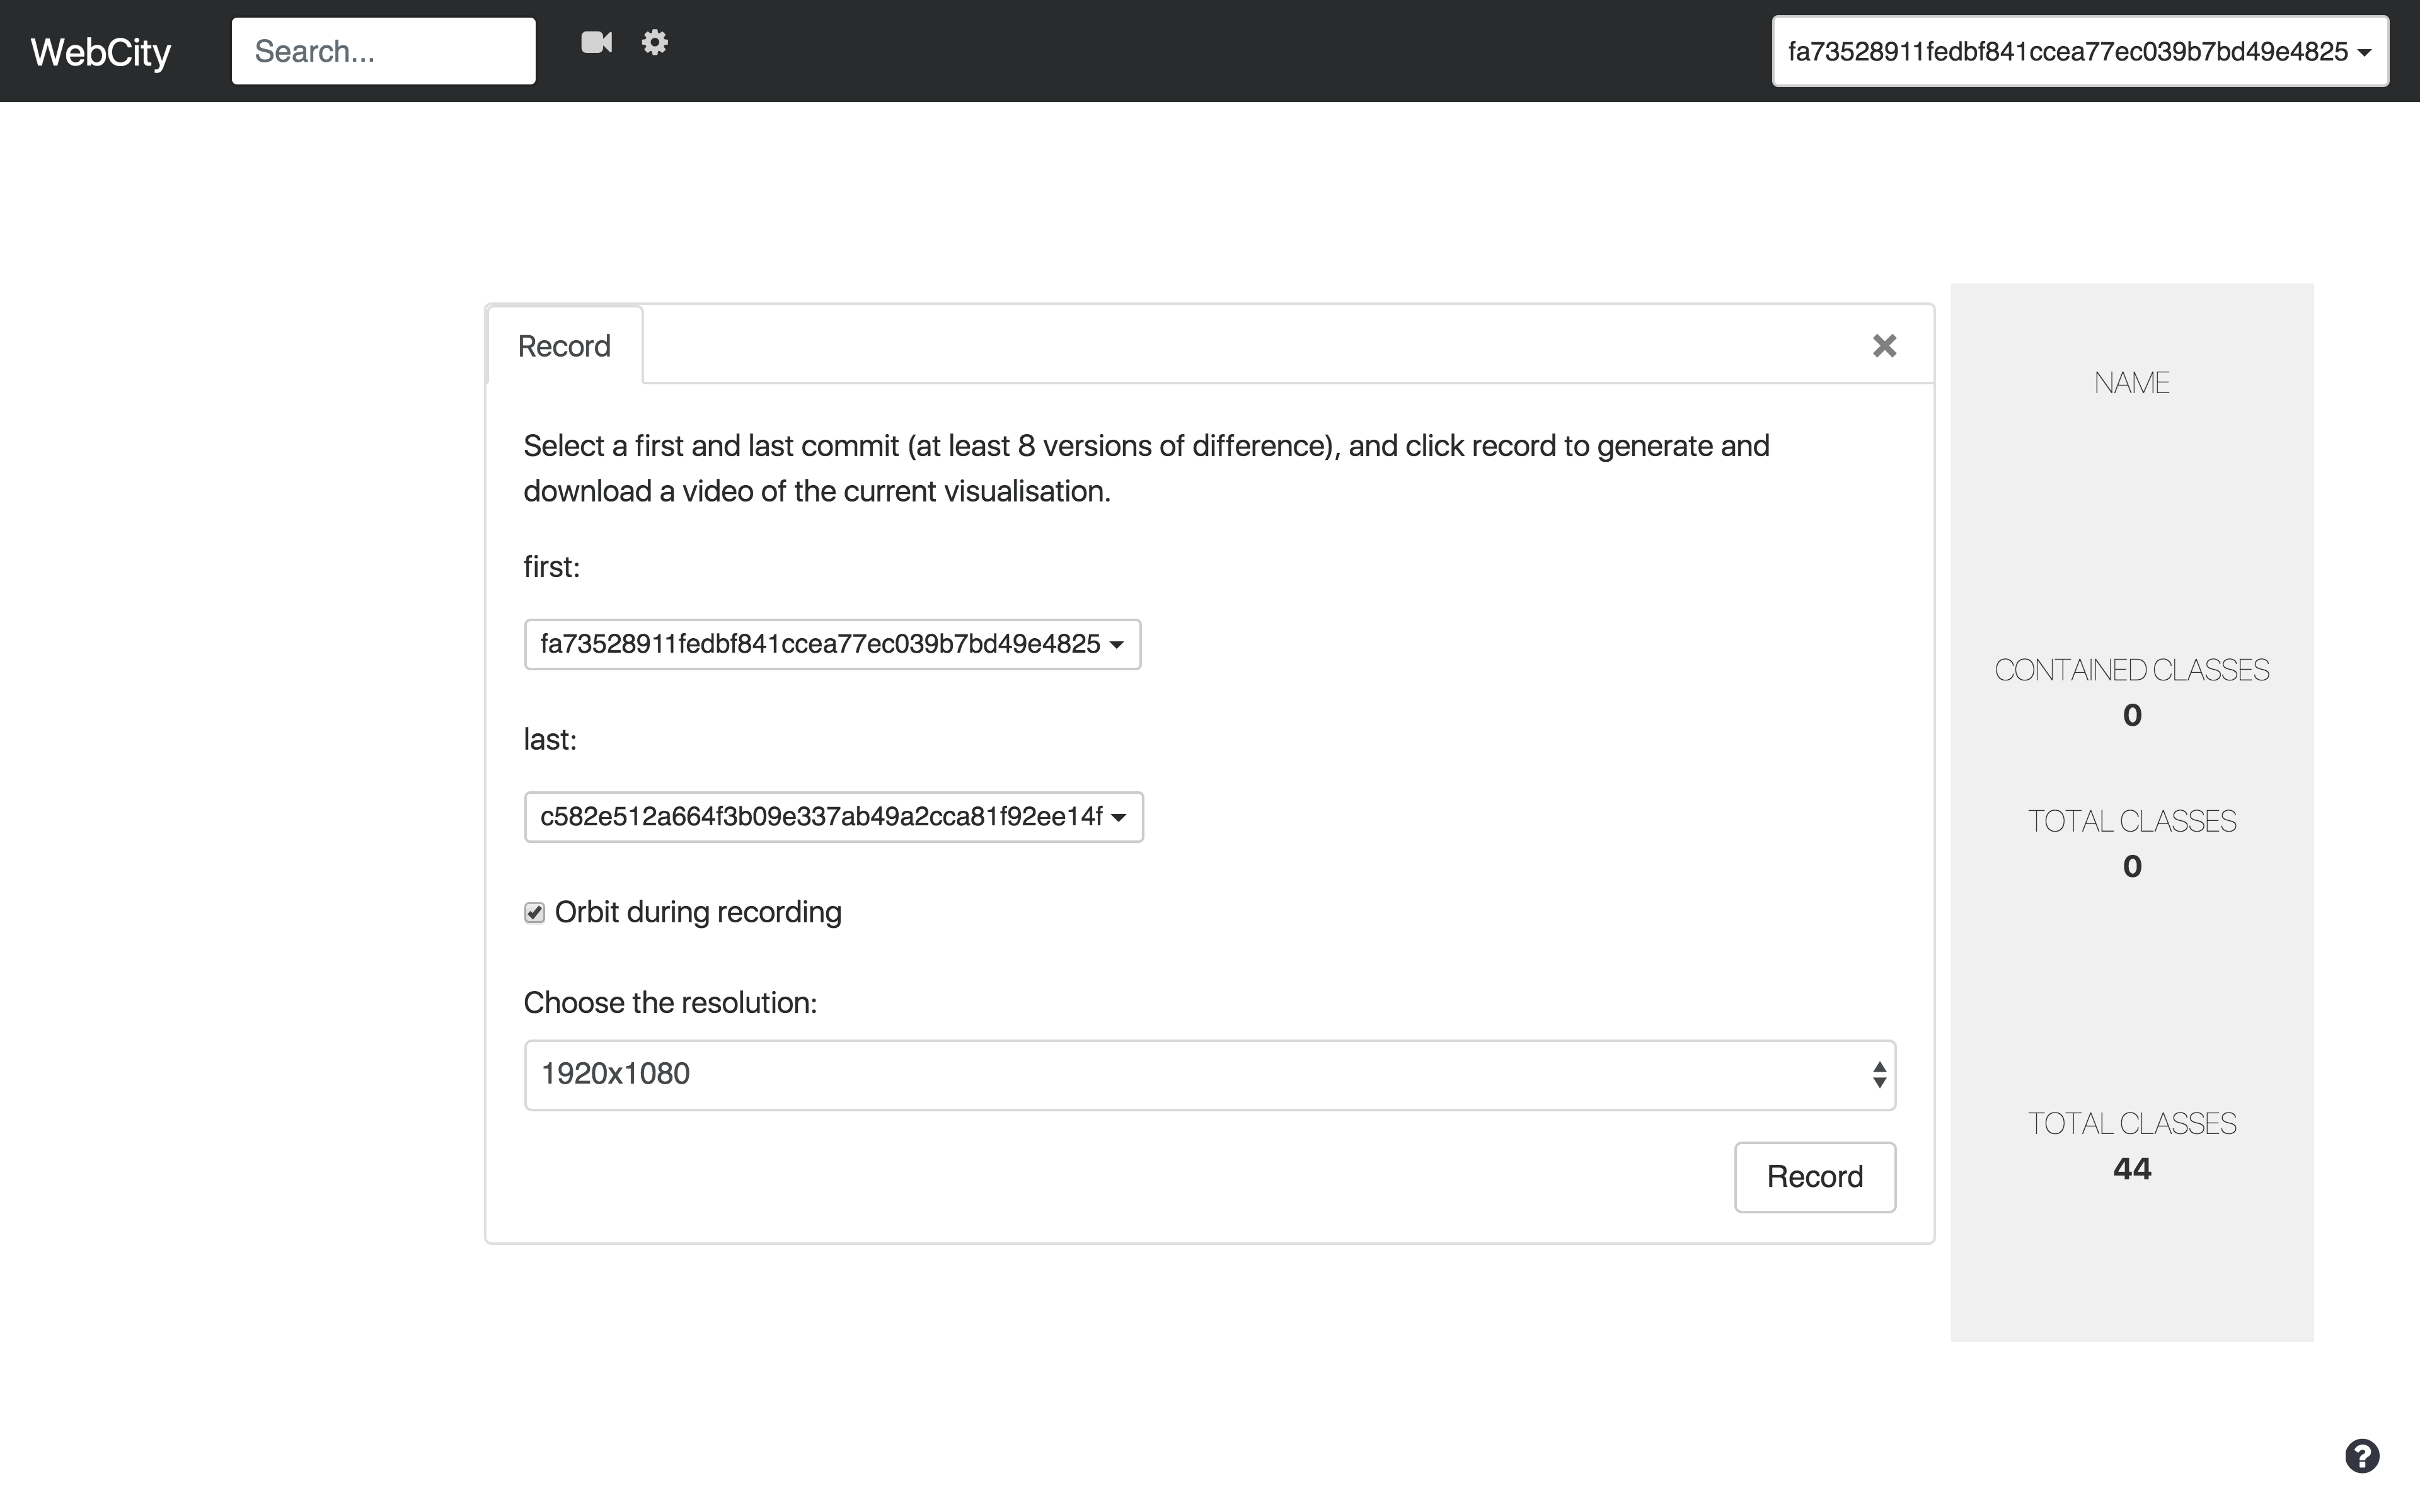 WebCity
Search...
fa73528911fedbf841ccea77ec039b7bd49e4825
Record
Select a first and last commit (at least 8 versions of difference), and click record to generate and
download a video of the current visualisation.
first:
fa73528911fedbf841ccea77ec039b7bd49e4825
last:
c582e512a664f3b09e337ab49a2cca81f92ee14f
Orbit during recording
Choose the resolution:
1920x1080
Record
NAME
CONTAINED CLASSES
0
TOTAL CLASSES
0
TOTAL CLASSES
44
?